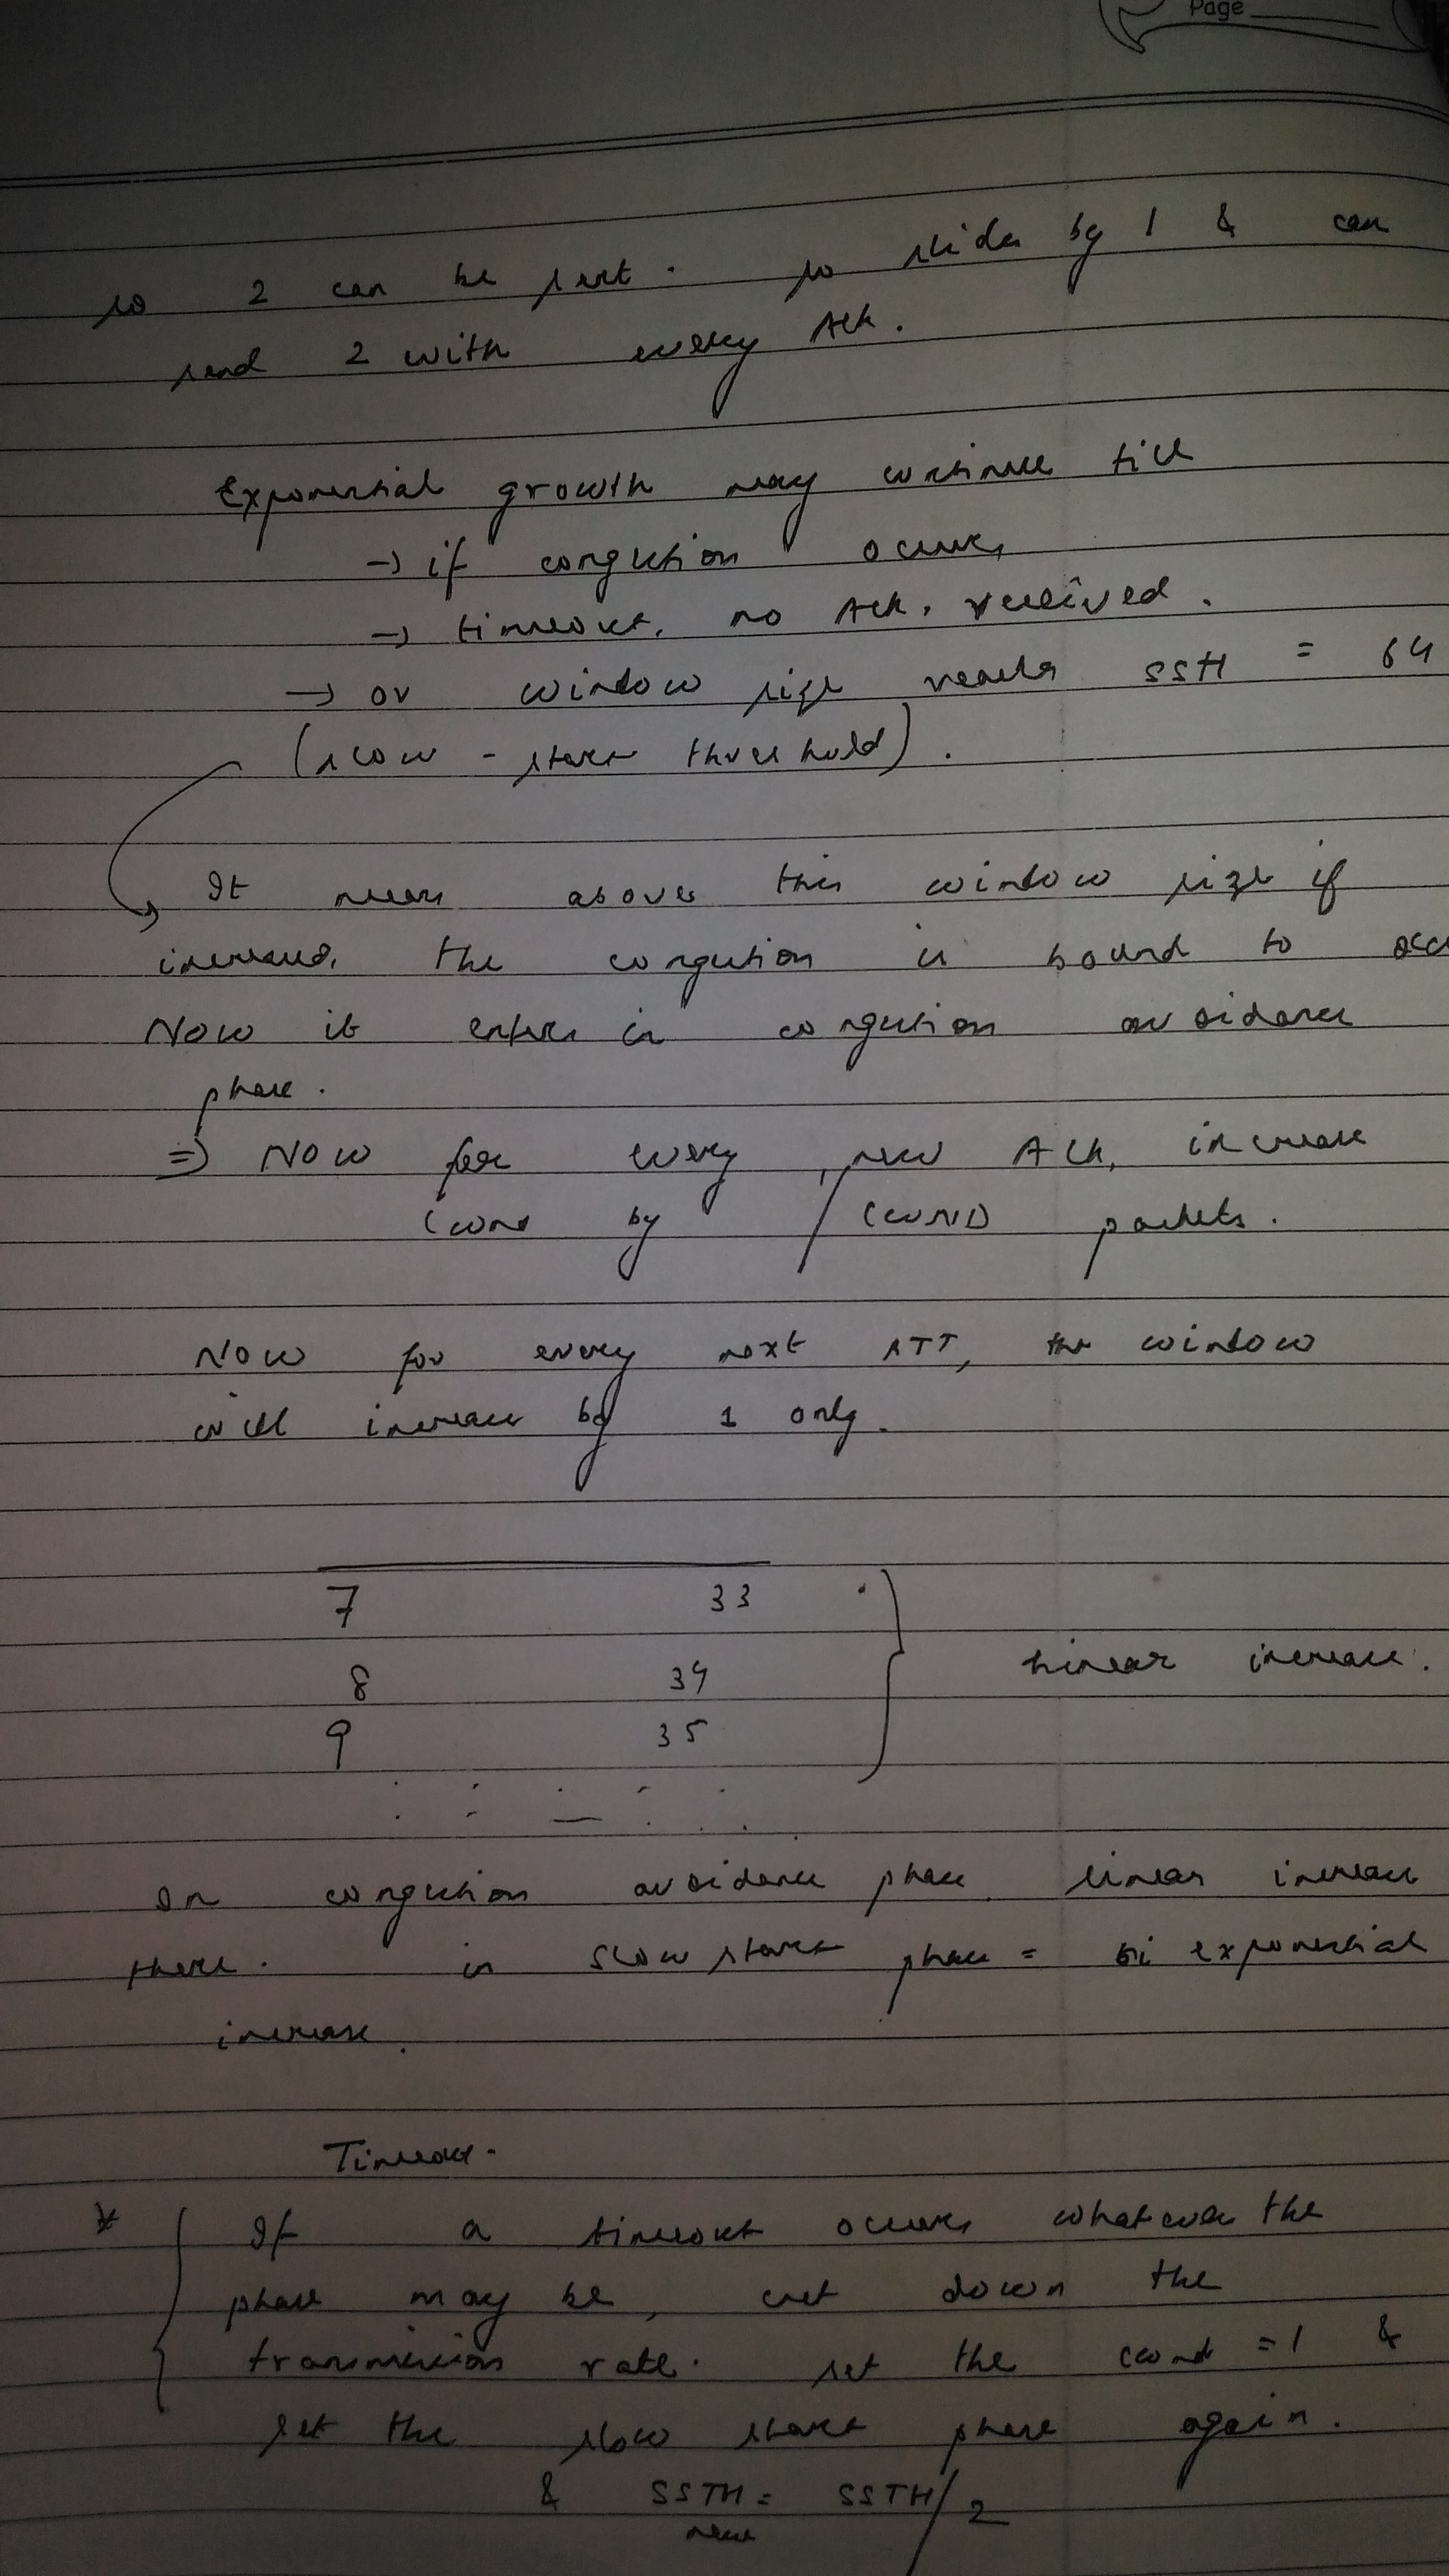 Page
so 2 can be sent. so slides by 1 & can
send 2 with every Ack.
Exponential growth may continue till
→ if congestion occurs
→ timeout, no Ack. received.
→ or window size reaches SSTH = 64
(slow - start threshold).
It means above this window size if
increased, the congestion is bound to occ
Now it enters in congestion avoidance
phase.
⇒ Now for every new Ack, increase
cwnd by 1/CWND packets.
Now for every next RTT, the window
will increase by 1 only.
7 33
8 34
9 35
Linear increase.
In congestion avoidance phase linear increase
there. in slow start phase = exponential
increase.
Timeout.
* If a timeout occurs whatever the
phase may be, cut down the
transmission rate. set the cwnd = 1 &
set the slow start phase again.
& SSTH = SSTH/2
new